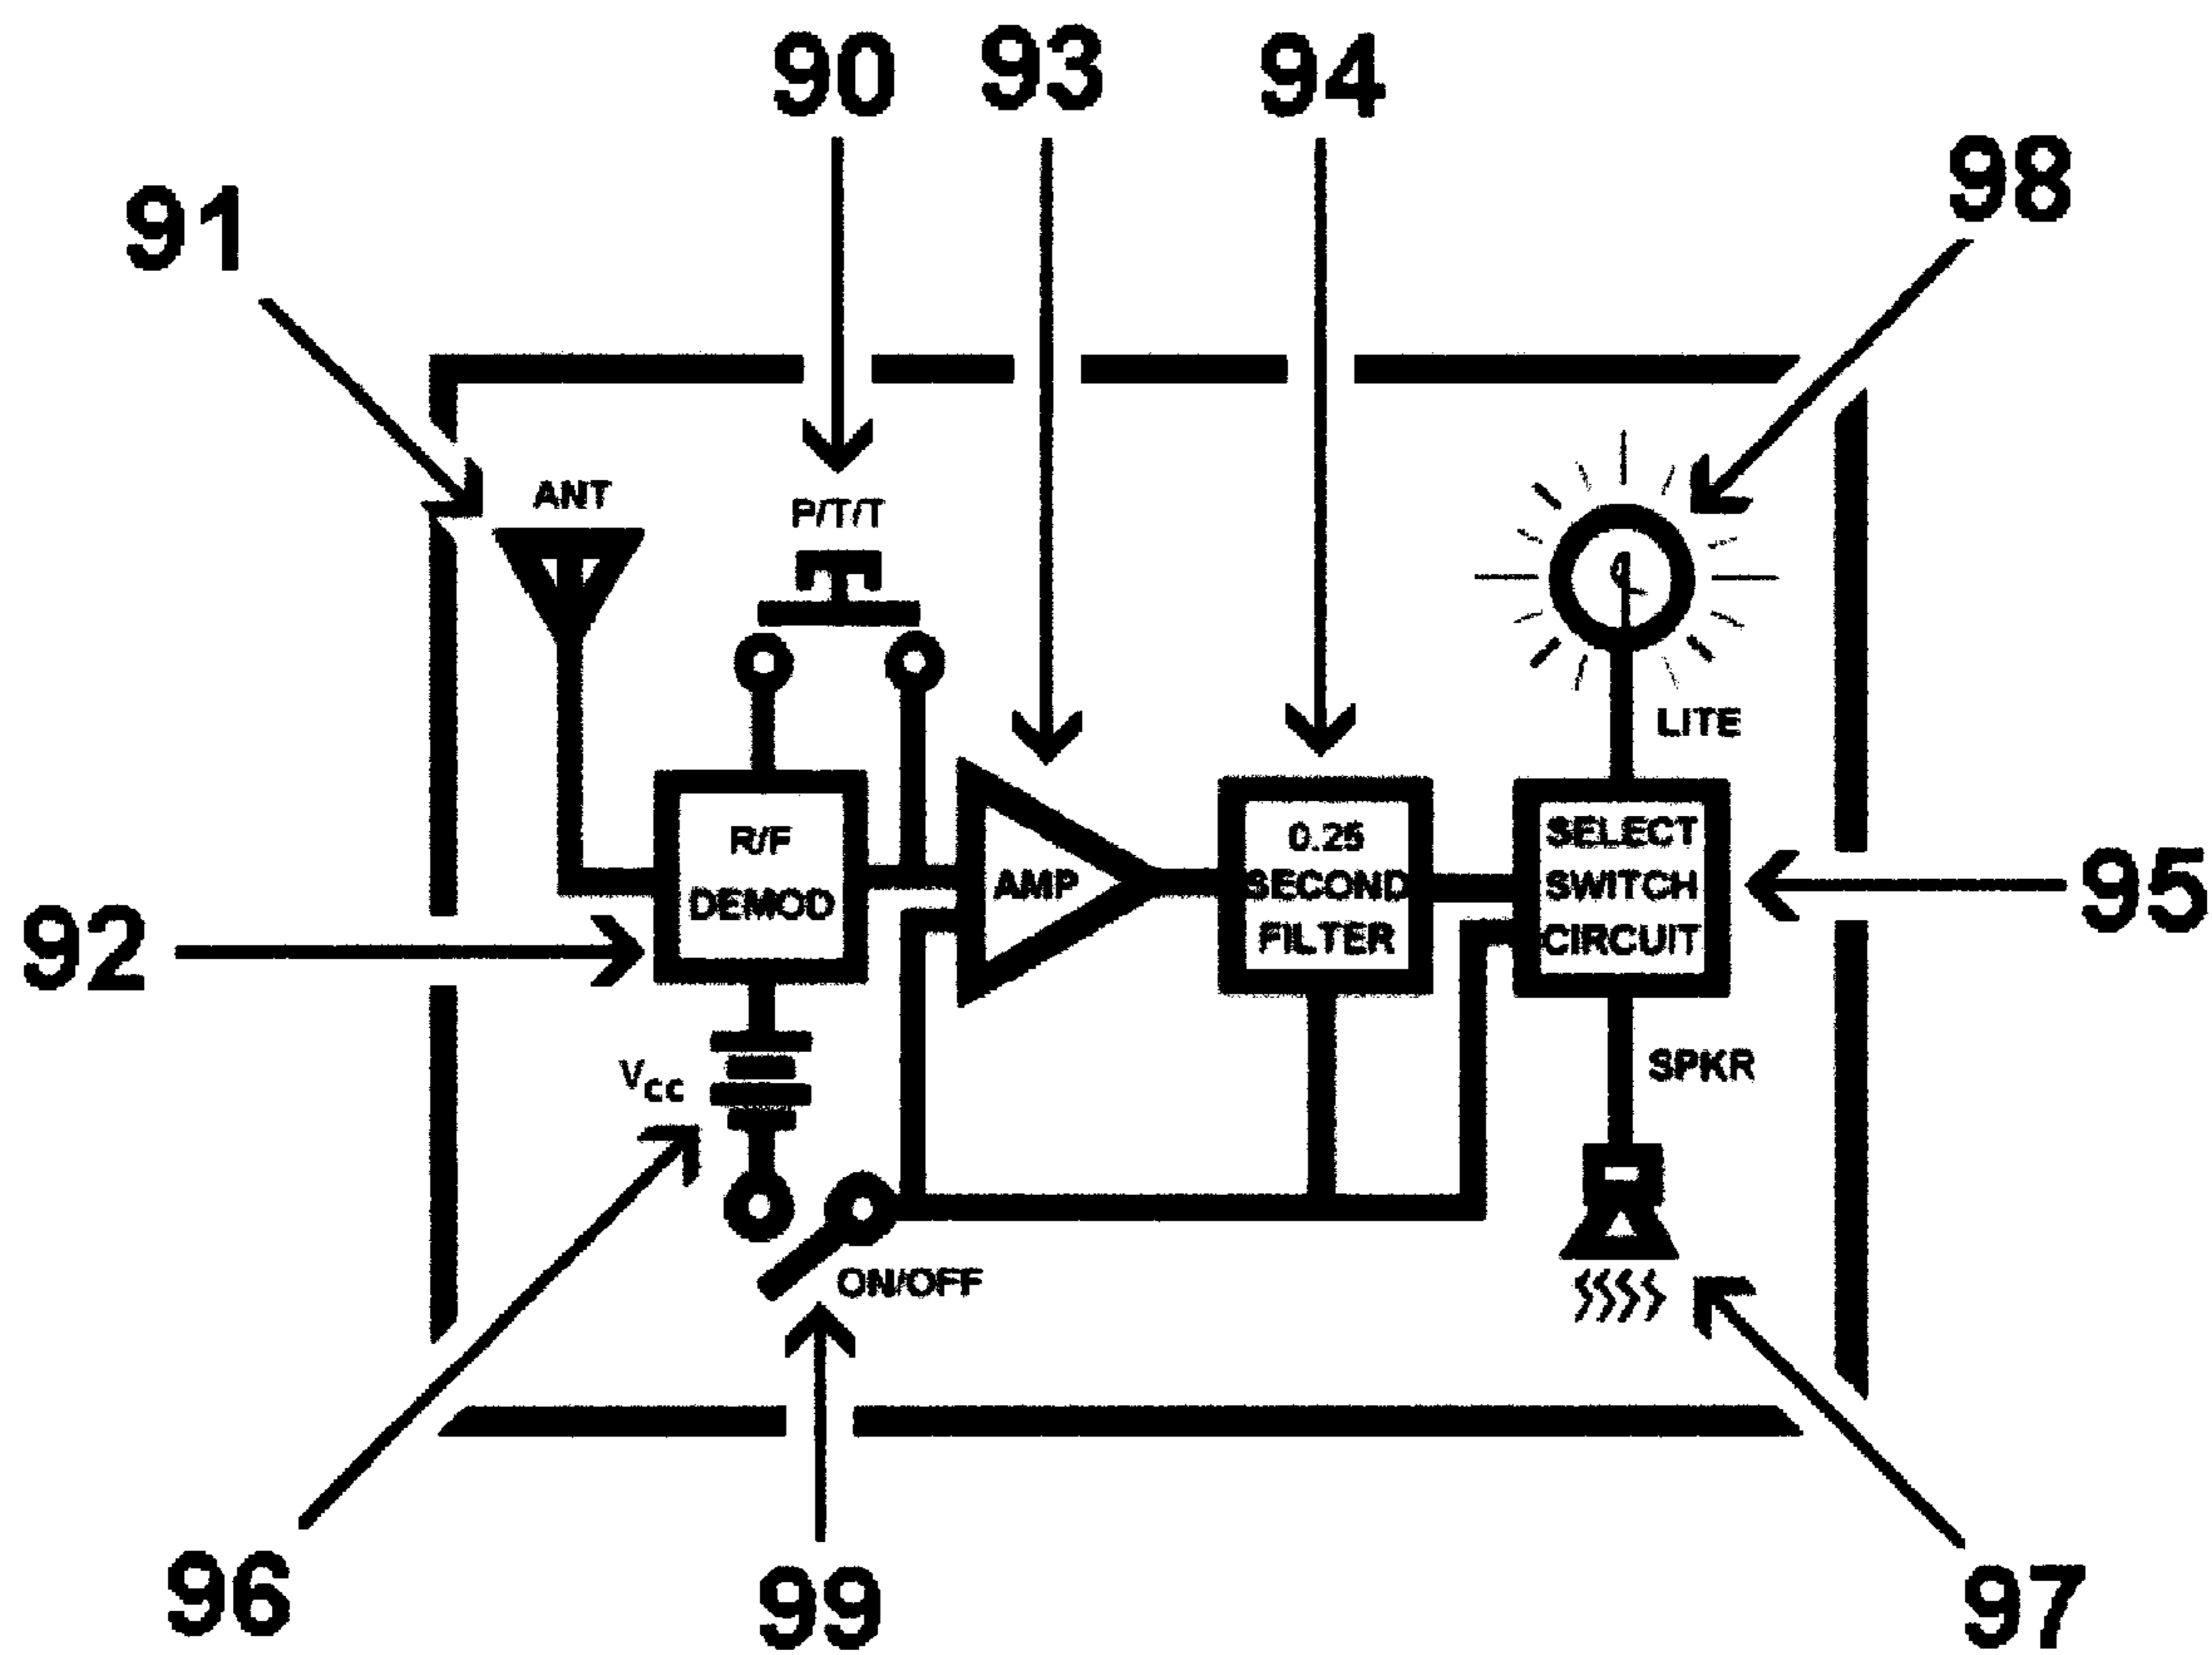 90
93
94
98
91
ANT
P/T/T
LITE
R/F
DEMOD
AMP
0.25
SECOND
FILTER
SELECT
SWITCH
CIRCUIT
95
92
Vcc
SPKR
ON/OFF
96
99
97